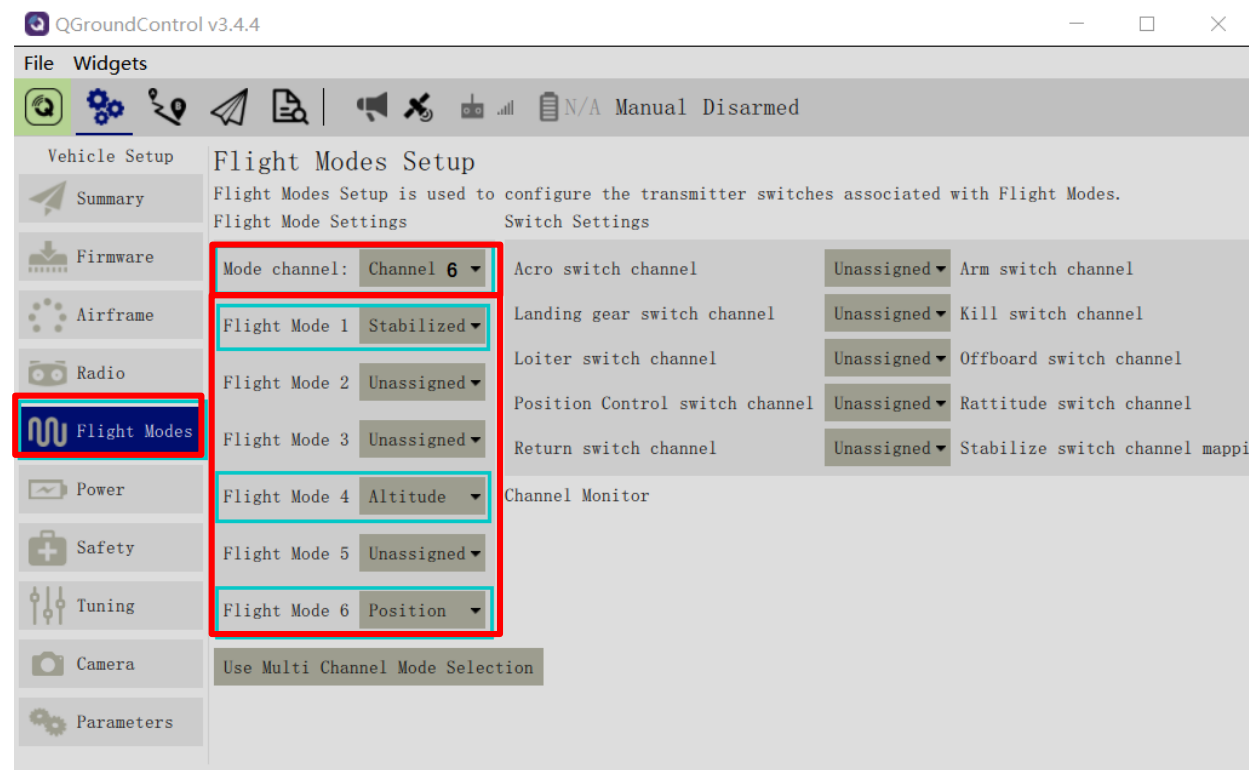 QGroundControl v3.4.4
File Widgets
N/A Manual Disarmed
Vehicle Setup
Summary
Firmware
Airframe
Radio
Flight Modes
Power
Safety
Tuning
Camera
Parameters
Flight Modes Setup
Flight Modes Setup is used to configure the transmitter switches associated with Flight Modes.
Flight Mode Settings
Mode channel: Channel 6
Flight Mode 1 Stabilized
Flight Mode 2 Unassigned
Flight Mode 3 Unassigned
Flight Mode 4 Altitude
Flight Mode 5 Unassigned
Flight Mode 6 Position
Use Multi Channel Mode Selection
Switch Settings
Acro switch channel Unassigned Arm switch channel
Landing gear switch channel Unassigned Kill switch channel
Loiter switch channel Unassigned Offboard switch channel
Position Control switch channel Unassigned Rattitude switch channel
Return switch channel Unassigned Stabilize switch channel mappi
Channel Monitor